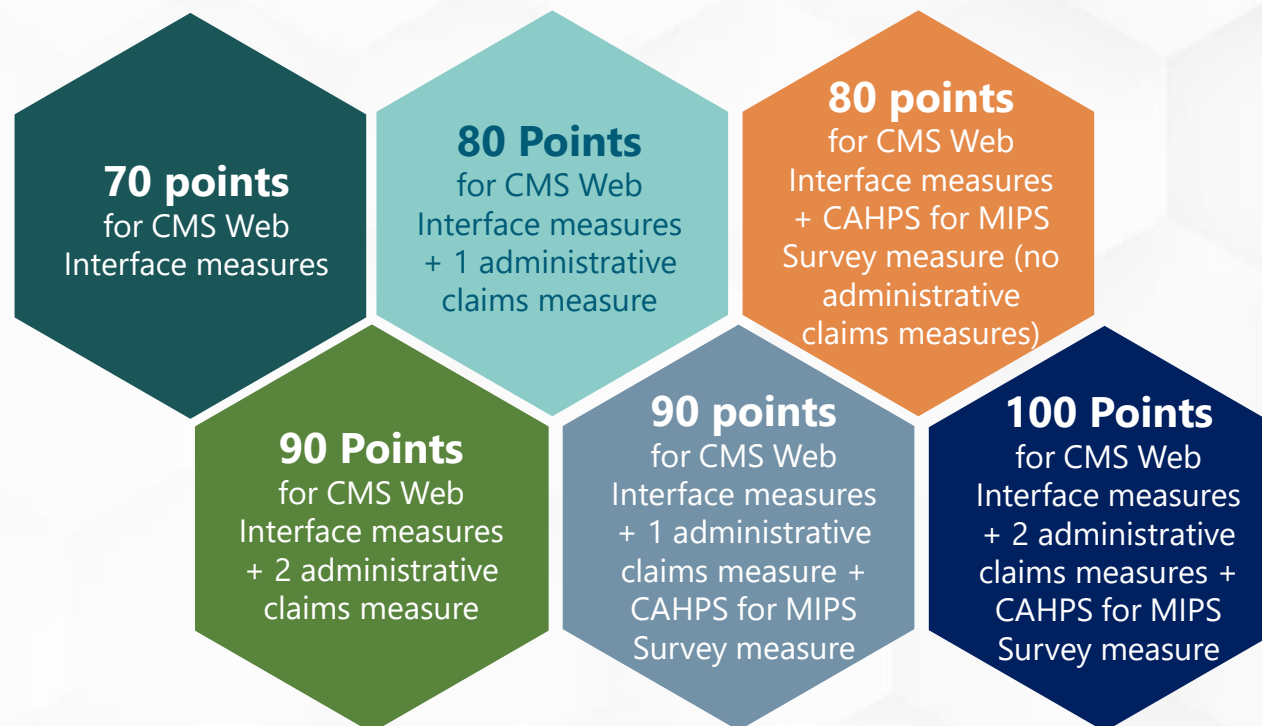 70 points
for CMS Web
Interface measures
80 Points
for CMS Web
Interface measures
+ 1 administrative
claims measure
80 points
for CMS Web
Interface measures
+ CAHPS for MIPS
Survey measure (no
administrative
claims measures)
90 Points
for CMS Web
Interface measures
+ 2 administrative
claims measure
90 points
for CMS Web
Interface measures
+ 1 administrative
claims measure +
CAHPS for MIPS
Survey measure
100 Points
for CMS Web
Interface measures
+ 2 administrative
claims measures +
CAHPS for MIPS
Survey measure